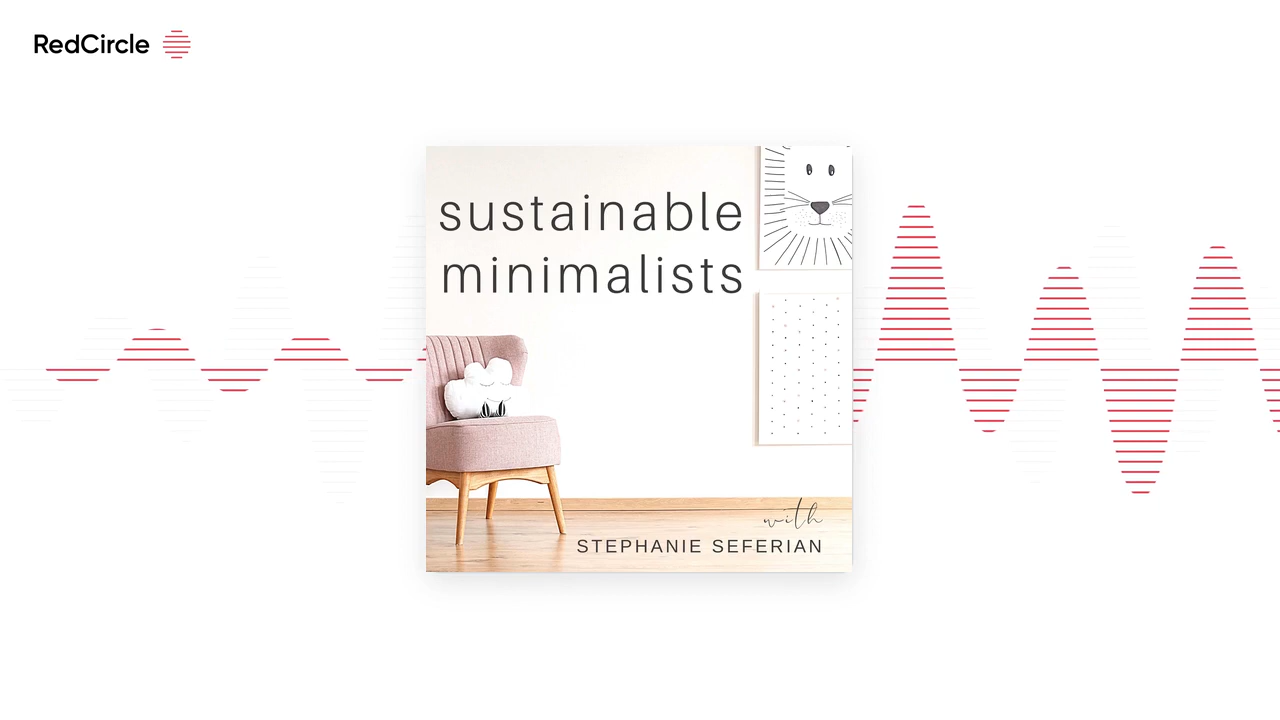 RedCircle
sustainable
minimalists
with
STEPHANIE SEFERIAN